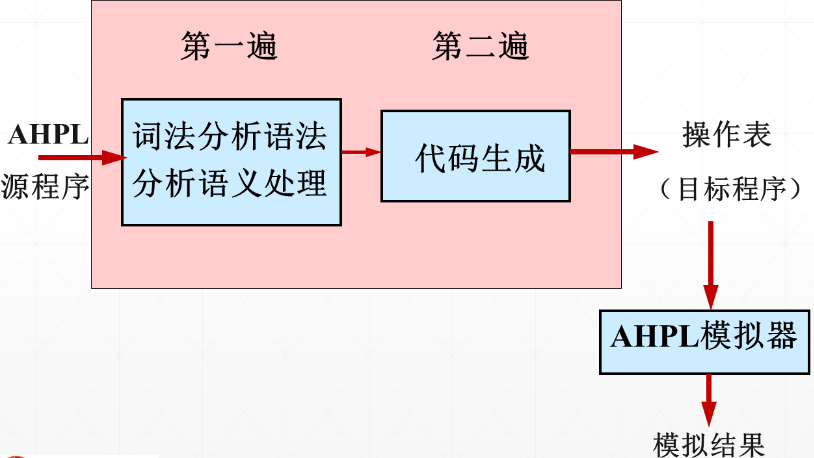 第一遍
第二遍
AHPL
源程序
词法分析语法
分析语义处理
代码生成
操作表
（目标程序）
AHPL模拟器
模拟结果